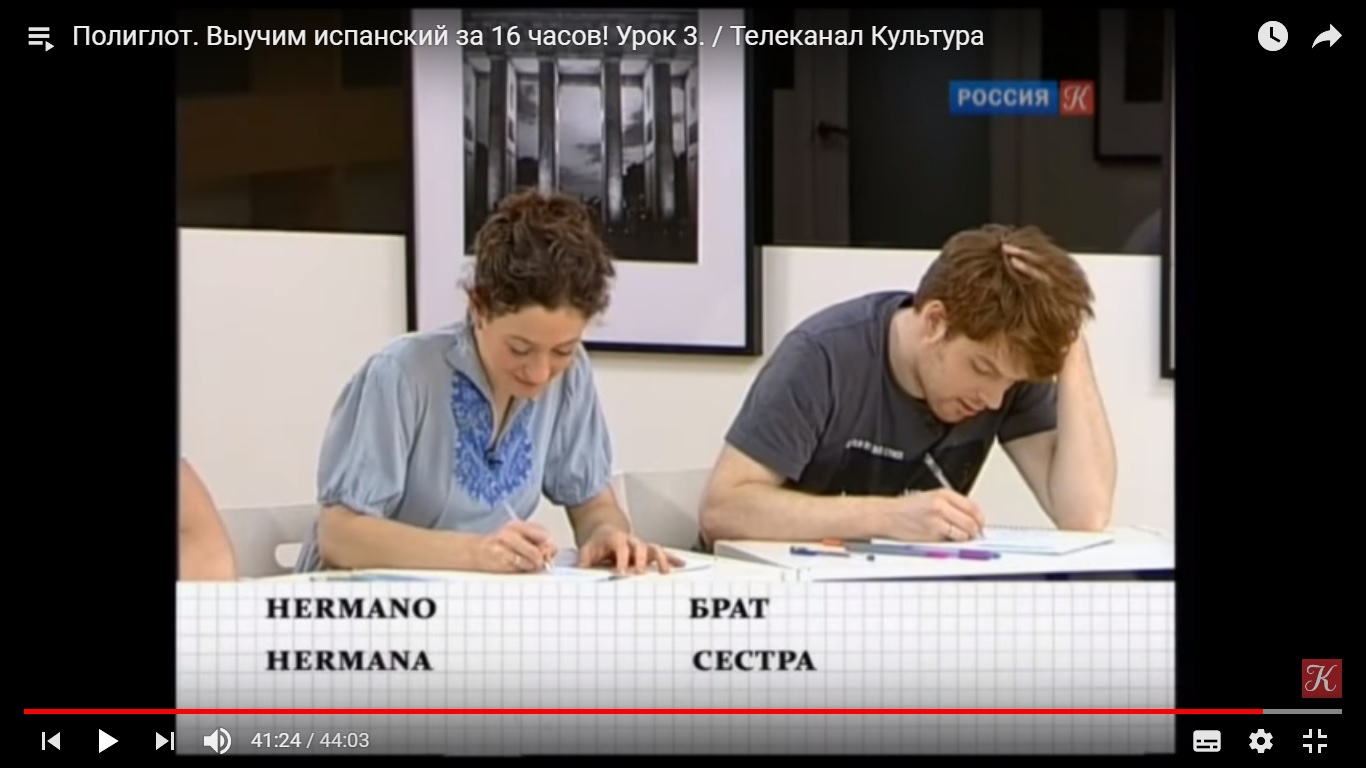 Полиглот. Выучим испанский за 16 часов! Урок 3. / Телеканал Культура
РОССИЯ К
HERMANO БРАТ
HERMANA СЕСТРА
К
41:24 / 44:03